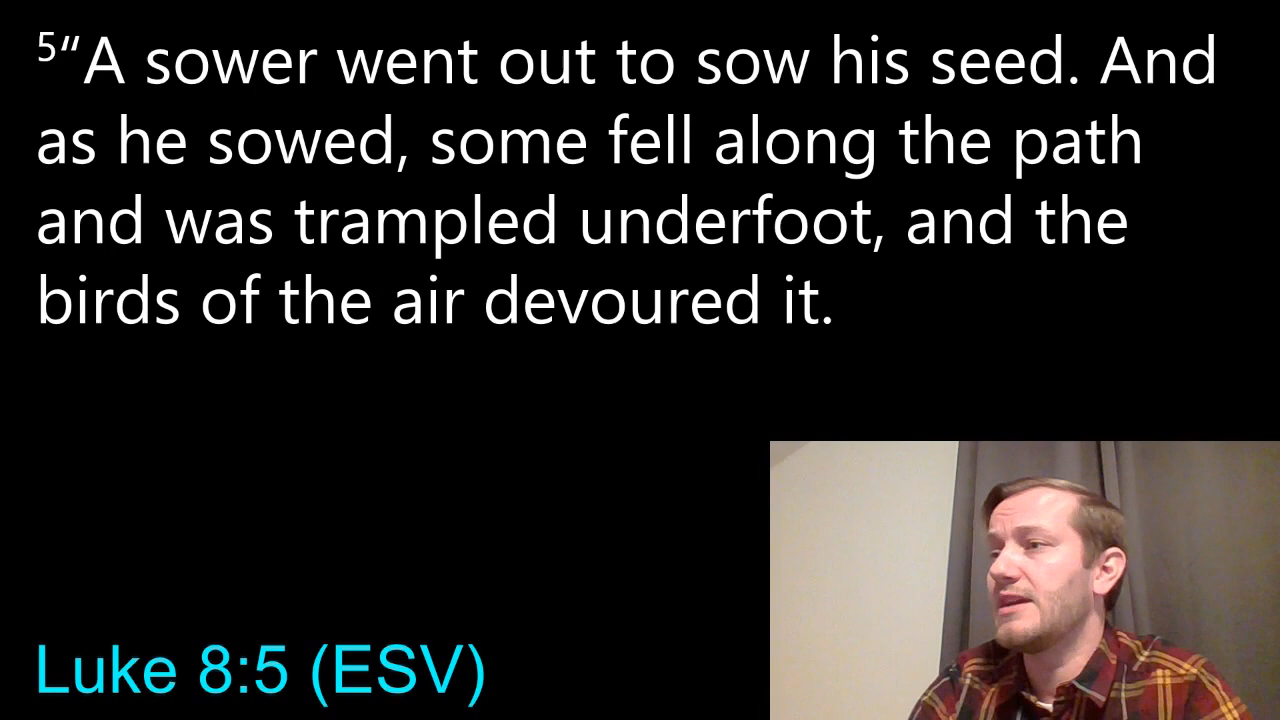 5“A sower went out to sow his seed. And
as he sowed, some fell along the path
and was trampled underfoot, and the
birds of the air devoured it.
Luke 8:5 (ESV)